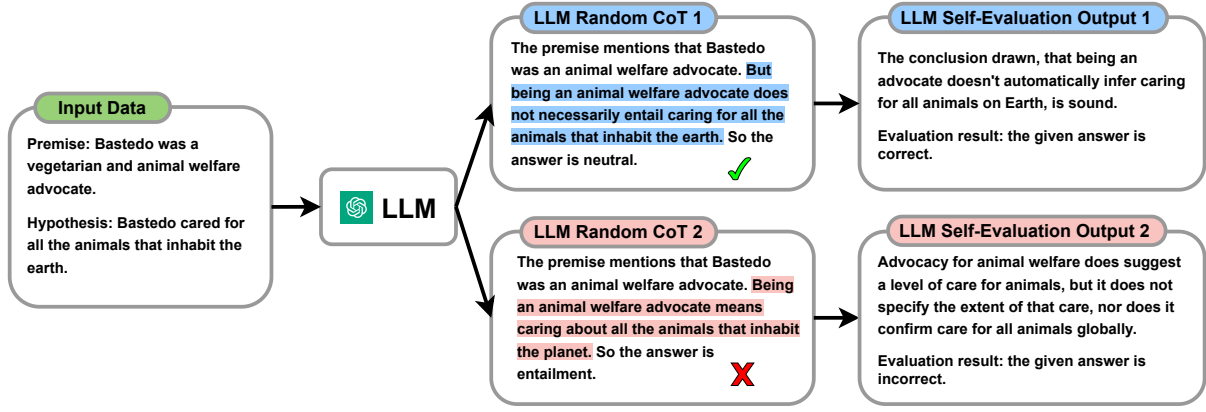 Input Data
Premise: Bastedo was a
vegetarian and animal welfare
advocate.
Hypothesis: Bastedo cared for
all the animals that inhabit the
earth.
LLM
LLM Random CoT 1
The premise mentions that Bastedo
was an animal welfare advocate. But
being an animal welfare advocate does
not necessarily entail caring for all the
animals that inhabit the earth. So the
answer is neutral.
LLM Self-Evaluation Output 1
The conclusion drawn, that being an
advocate doesn't automatically infer caring
for all animals on Earth, is sound.
Evaluation result: the given answer is
correct.
LLM Random CoT 2
The premise mentions that Bastedo
was an animal welfare advocate. Being
an animal welfare advocate means
caring about all the animals that inhabit
the planet. So the answer is
entailment.
LLM Self-Evaluation Output 2
Advocacy for animal welfare does suggest
a level of care for animals, but it does not
specify the extent of that care, nor does it
confirm care for all animals globally.
Evaluation result: the given answer is
incorrect.